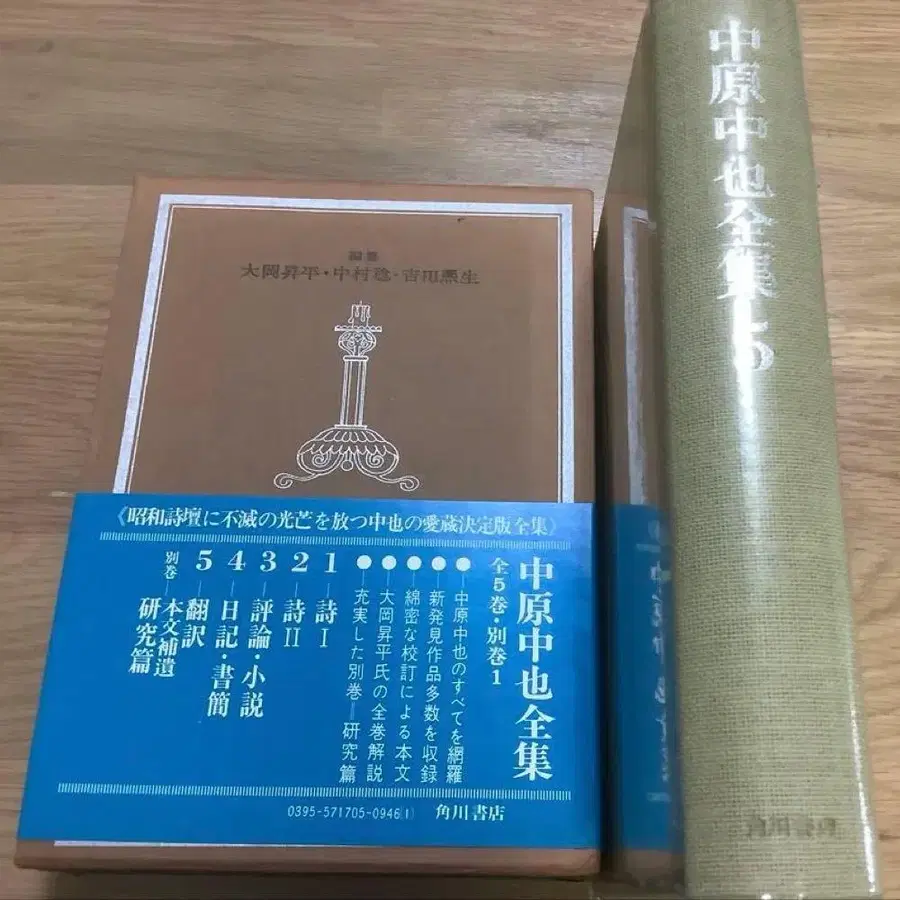 編集
大岡昇平・中村稔・吉田凞生
《昭和詩壇に不滅の光芒を放つ中也の愛蔵決定版全集》
中原中也全集
全5巻・別巻1
●中原中也のすべてを網羅
●新発見作品多数を収録
●綿密な校訂による本文
●大岡昇平氏の全巻解説
●充実した別巻＝研究篇
1―詩I
2―詩II
3―評論・小説
4―日記・書簡
5―翻訳
別巻―本文補遺
研究篇
0395-571705-0946(1)
角川書店
中原中也全集 5